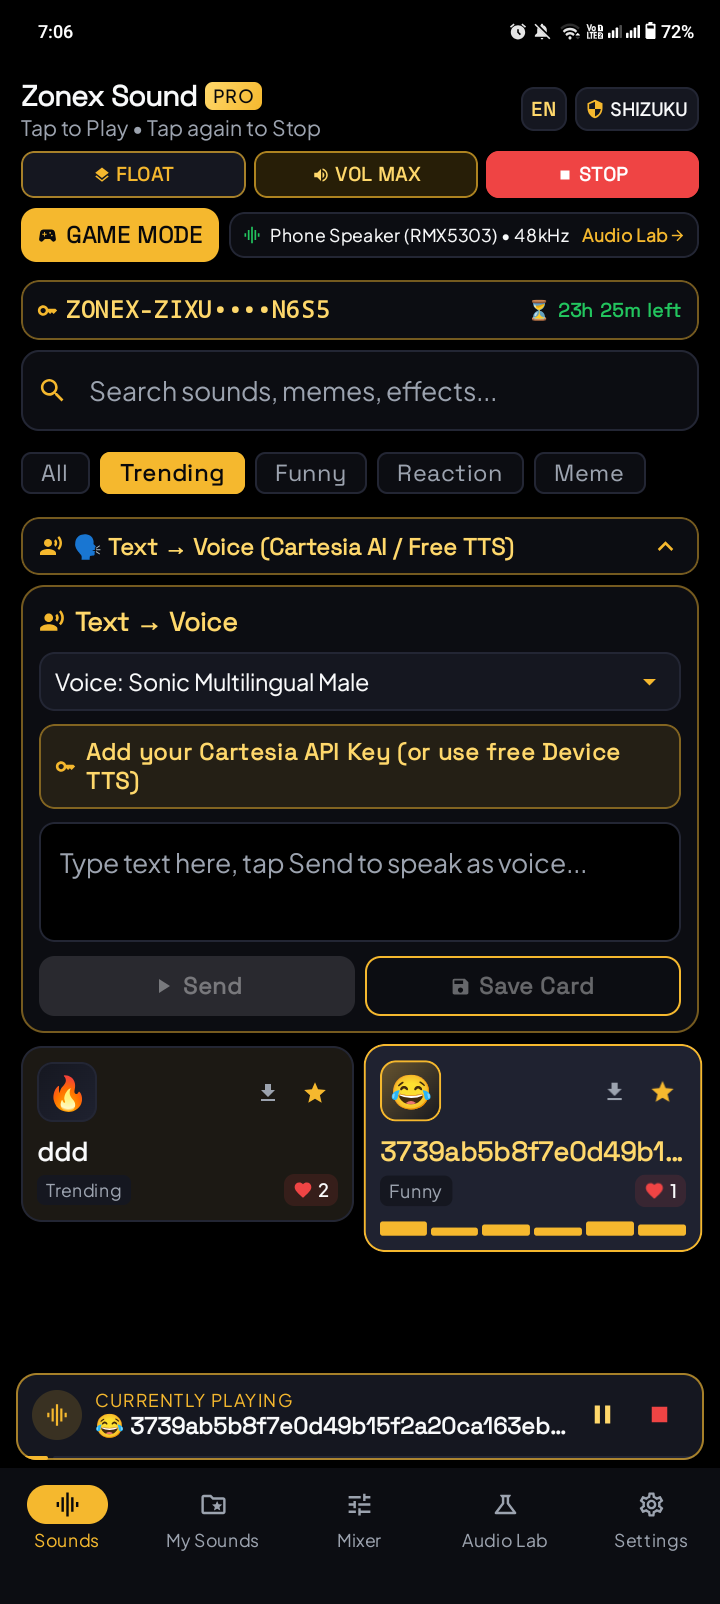 7:06
Vo D
LTED
72%
Zonex Sound PRO
Tap to Play • Tap again to Stop
EN
SHIZUKU
FLOAT
VOL MAX
STOP
GAME MODE
Phone Speaker (RMX5303) • 48kHz
Audio Lab→
ZONEX-ZIXU••••N6S5
⏳ 23h 25m left
Search sounds, memes, effects...
All
Trending
Funny
Reaction
Meme
🗣️ Text → Voice (Cartesia AI / Free TTS)
Text → Voice
Voice: Sonic Multilingual Male
Add your Cartesia API Key (or use free Device
TTS)
Type text here, tap Send to speak as voice...
Send
Save Card
ddd
Trending
2
3739ab5b8f7e0d49b1...
Funny
1
CURRENTLY PLAYING
😂 3739ab5b8f7e0d49b15f2a20ca163eb...
Sounds
My Sounds
Mixer
Audio Lab
Settings